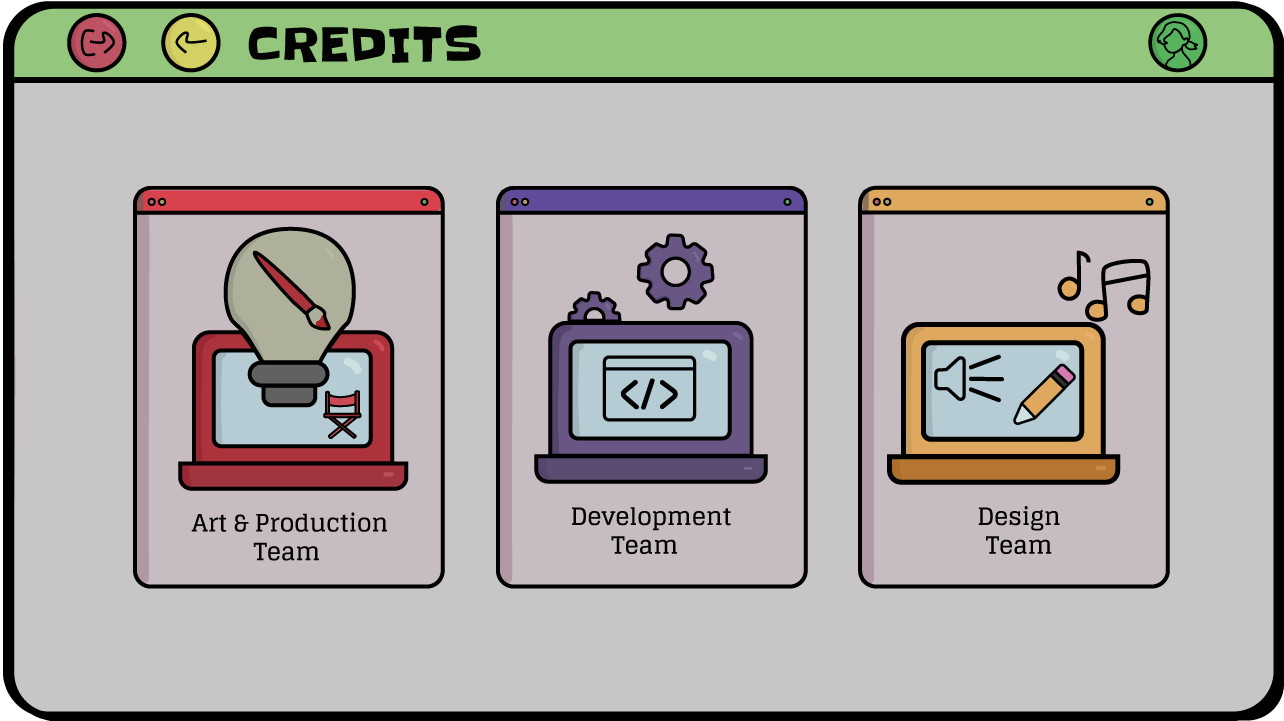 CREDITS
Art & Production
Team
</>
Development
Team
Design
Team